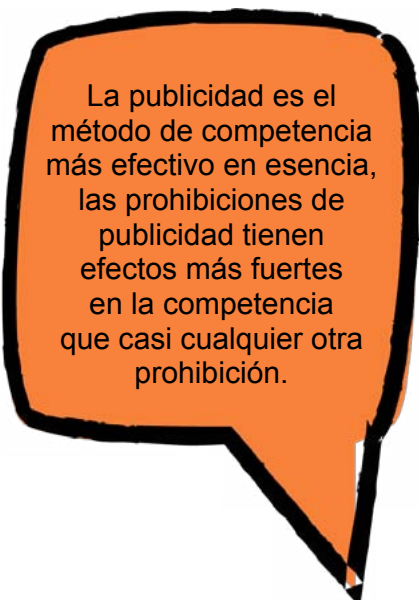 La publicidad es el
método de competencia
más efectivo en esencia,
las prohibiciones de
publicidad tienen
efectos más fuertes
en la competencia
que casi cualquier otra
prohibición.